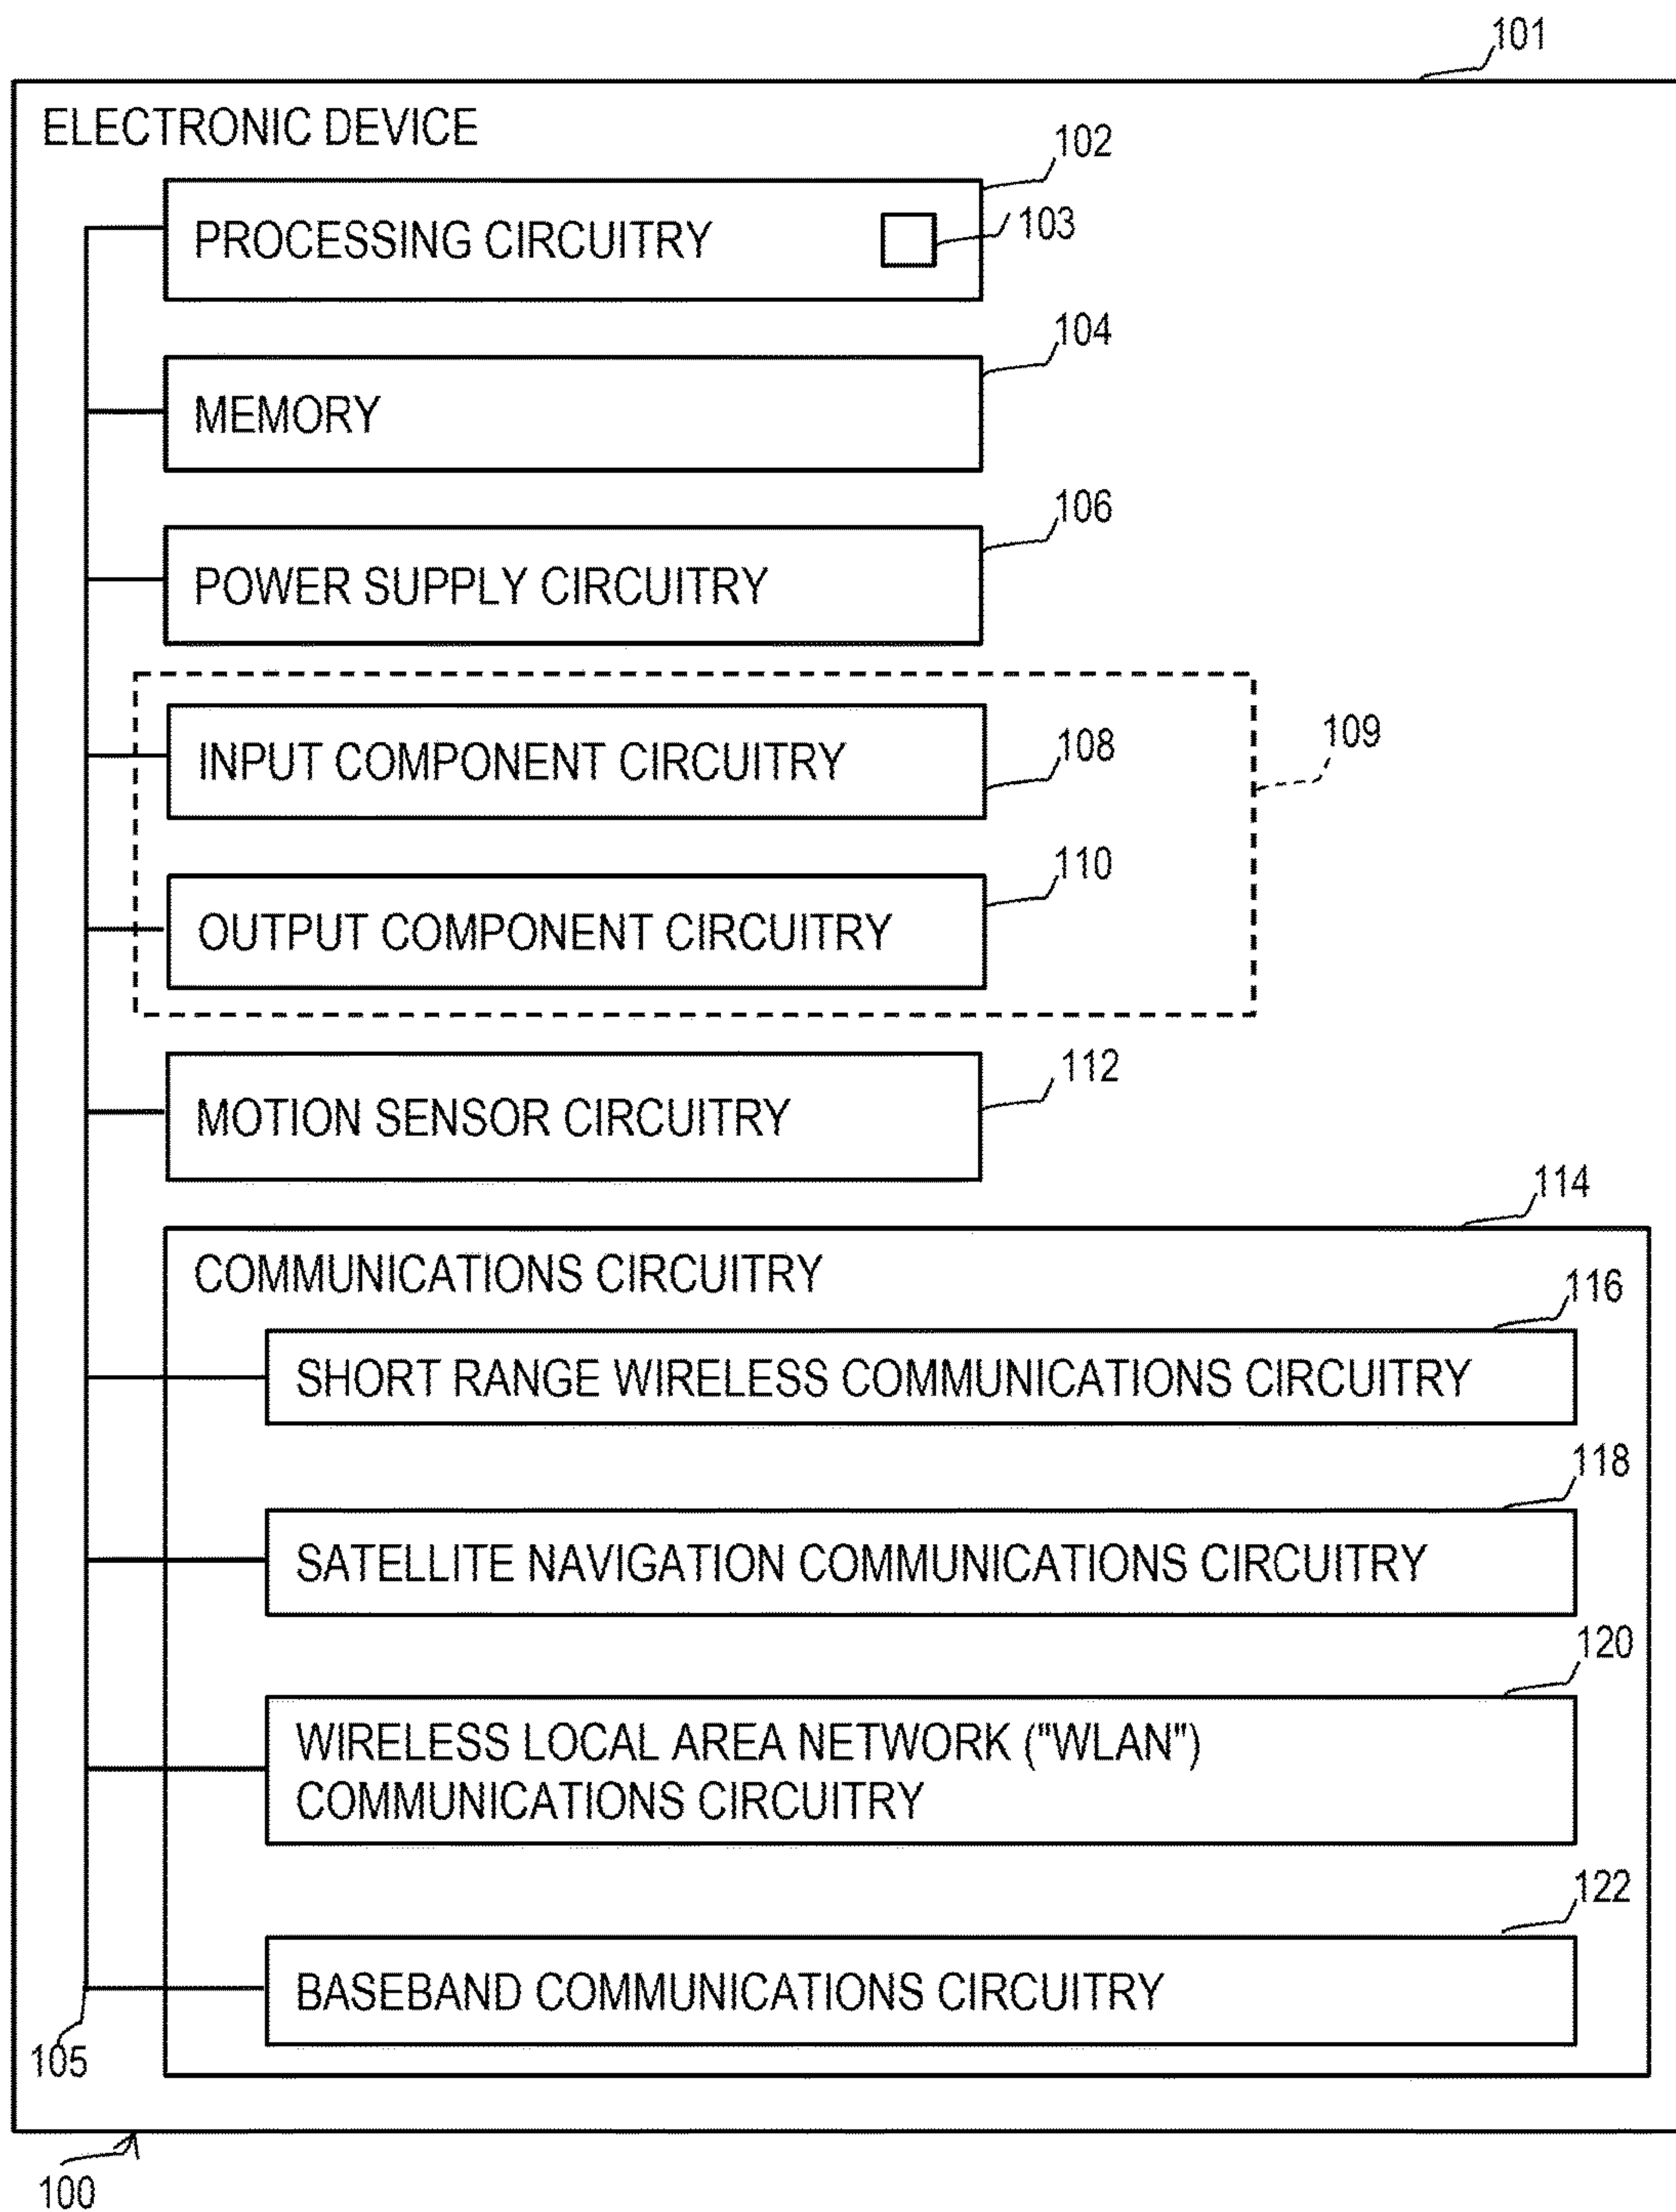 101
ELECTRONIC DEVICE
102
PROCESSING CIRCUITRY
103
104
MEMORY
106
POWER SUPPLY CIRCUITRY
109
INPUT COMPONENT CIRCUITRY
108
110
OUTPUT COMPONENT CIRCUITRY
112
MOTION SENSOR CIRCUITRY
114
COMMUNICATIONS CIRCUITRY
116
SHORT RANGE WIRELESS COMMUNICATIONS CIRCUITRY
118
SATELLITE NAVIGATION COMMUNICATIONS CIRCUITRY
120
WIRELESS LOCAL AREA NETWORK ("WLAN")
COMMUNICATIONS CIRCUITRY
122
BASEBAND COMMUNICATIONS CIRCUITRY
105
100